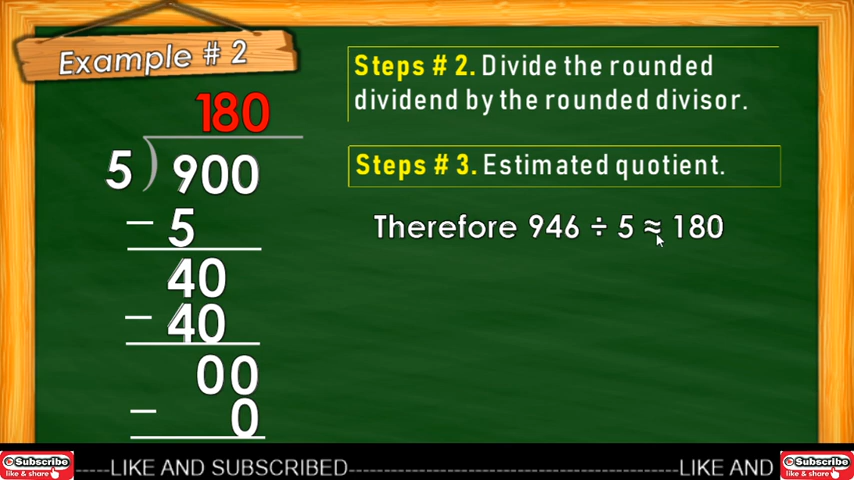 Example # 2
180
5 ) 900
– 5
40
– 40
00
– 0
Steps # 2. Divide the rounded
dividend by the rounded divisor.
Steps # 3. Estimated quotient.
Therefore 946 ÷ 5 ≈ 180
Subscribe
like & share
-----LIKE AND SUBSCRIBED---------------------------------------------LIKE AND
Subscribe
like & share